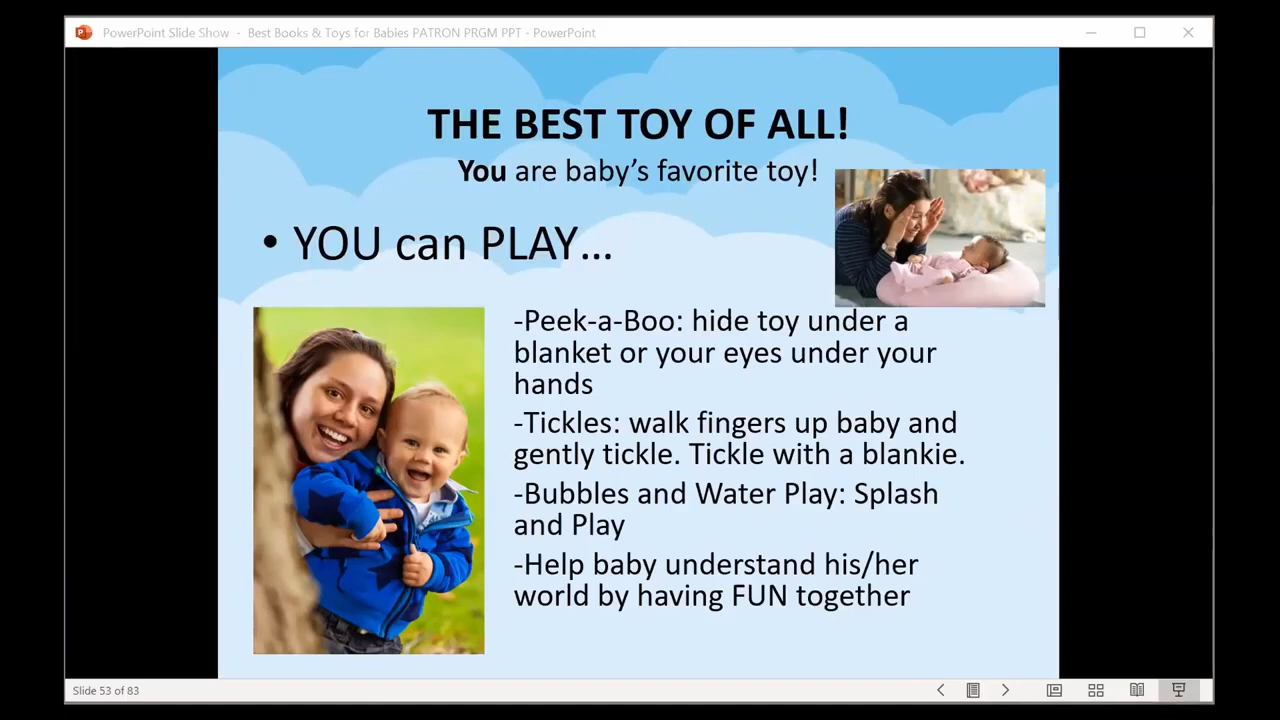 PowerPoint Slide Show - Best Books & Toys for Babies PATRON PRGM PPT - PowerPoint
THE BEST TOY OF ALL!
You are baby’s favorite toy!
• YOU can PLAY…
-Peek-a-Boo: hide toy under a
blanket or your eyes under your
hands
-Tickles: walk fingers up baby and
gently tickle. Tickle with a blankie.
-Bubbles and Water Play: Splash
and Play
-Help baby understand his/her
world by having FUN together
Slide 53 of 83